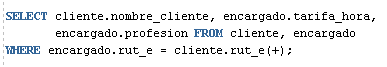 SELECT cliente.nombre_cliente, encargado.tarifa_hora,
encargado.profesion FROM cliente, encargado
WHERE encargado.rut_e = cliente.rut_e(+);